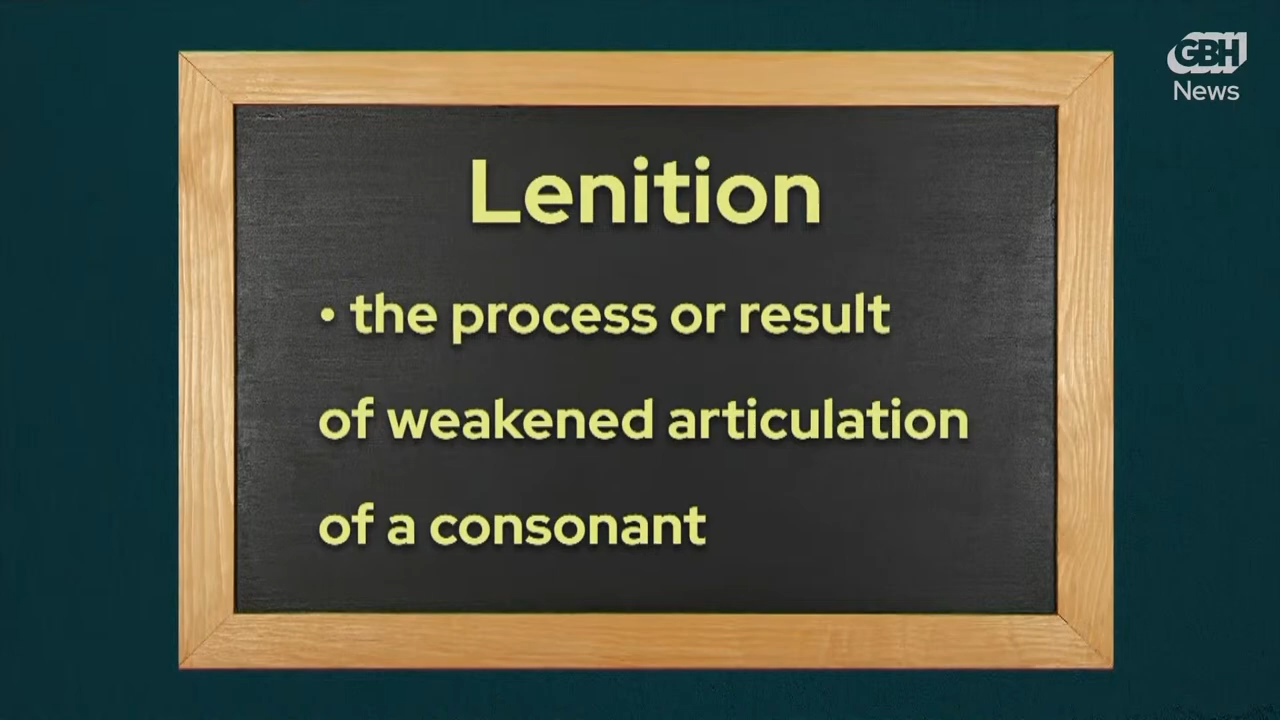 GBH
News
Lenition
• the process or result
of weakened articulation
of a consonant